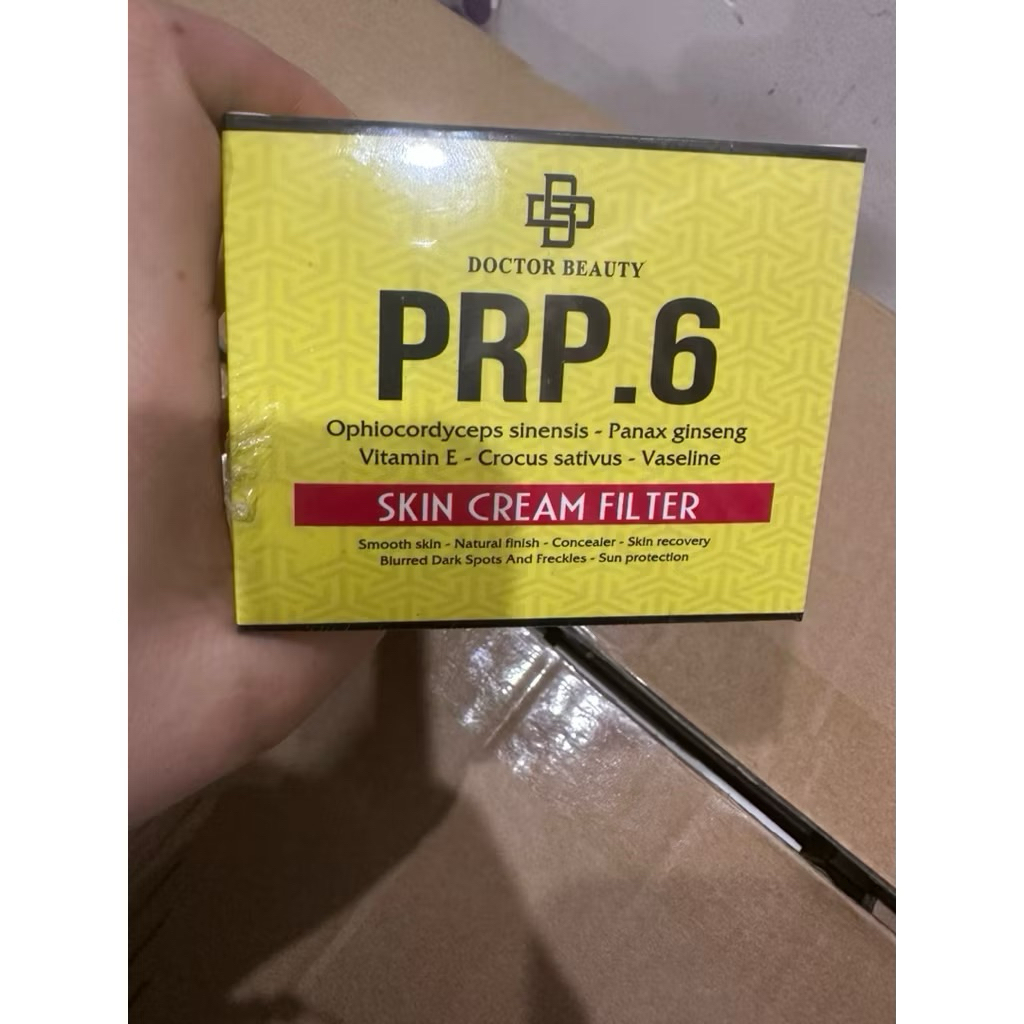 DOCTOR BEAUTY
PRP.6
Ophiocordyceps sinensis - Panax ginseng
Vitamin E - Crocus sativus - Vaseline
SKIN CREAM FILTER
Smooth skin - Natural finish - Concealer - Skin recovery
Blurred Dark Spots And Freckles - Sun protection